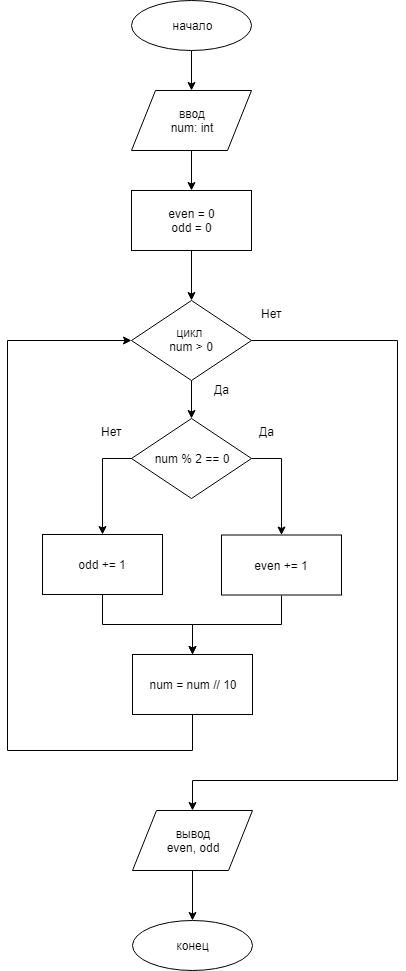 начало
ввод
num: int
even = 0
odd = 0
Нет
цикл
num > 0
Да
Нет
Да
num % 2 == 0
odd += 1
even += 1
num = num // 10
вывод
even, odd
конец